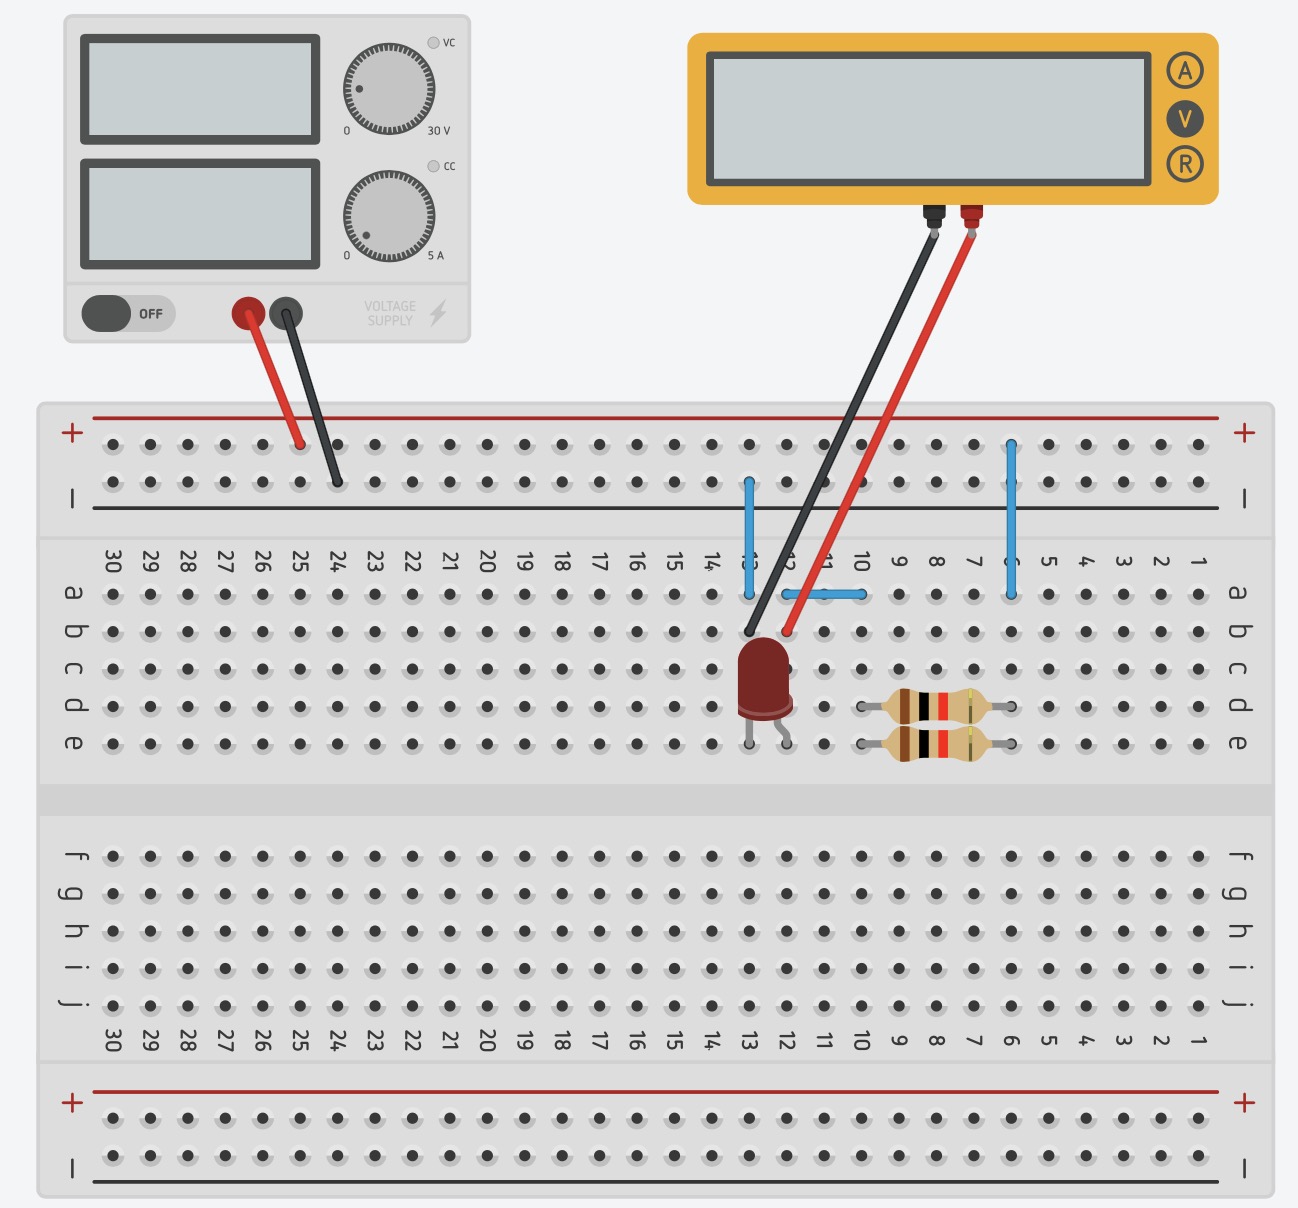 VC
0 30 V
CC
0 5 A
OFF
VOLTAGE
SUPPLY
A
V
R
+ +
− −
30 29 28 27 26 25 24 23 22 21 20 19 18 17 16 15 14 12 11 10 9 8 7 5 4 3 2 1
a a
b b
c c
d d
e e
f f
g g
h h
i i
j j
30 29 28 27 26 25 24 23 22 21 20 19 18 17 16 15 14 13 12 11 10 9 8 7 6 5 4 3 2 1
+ +
− −